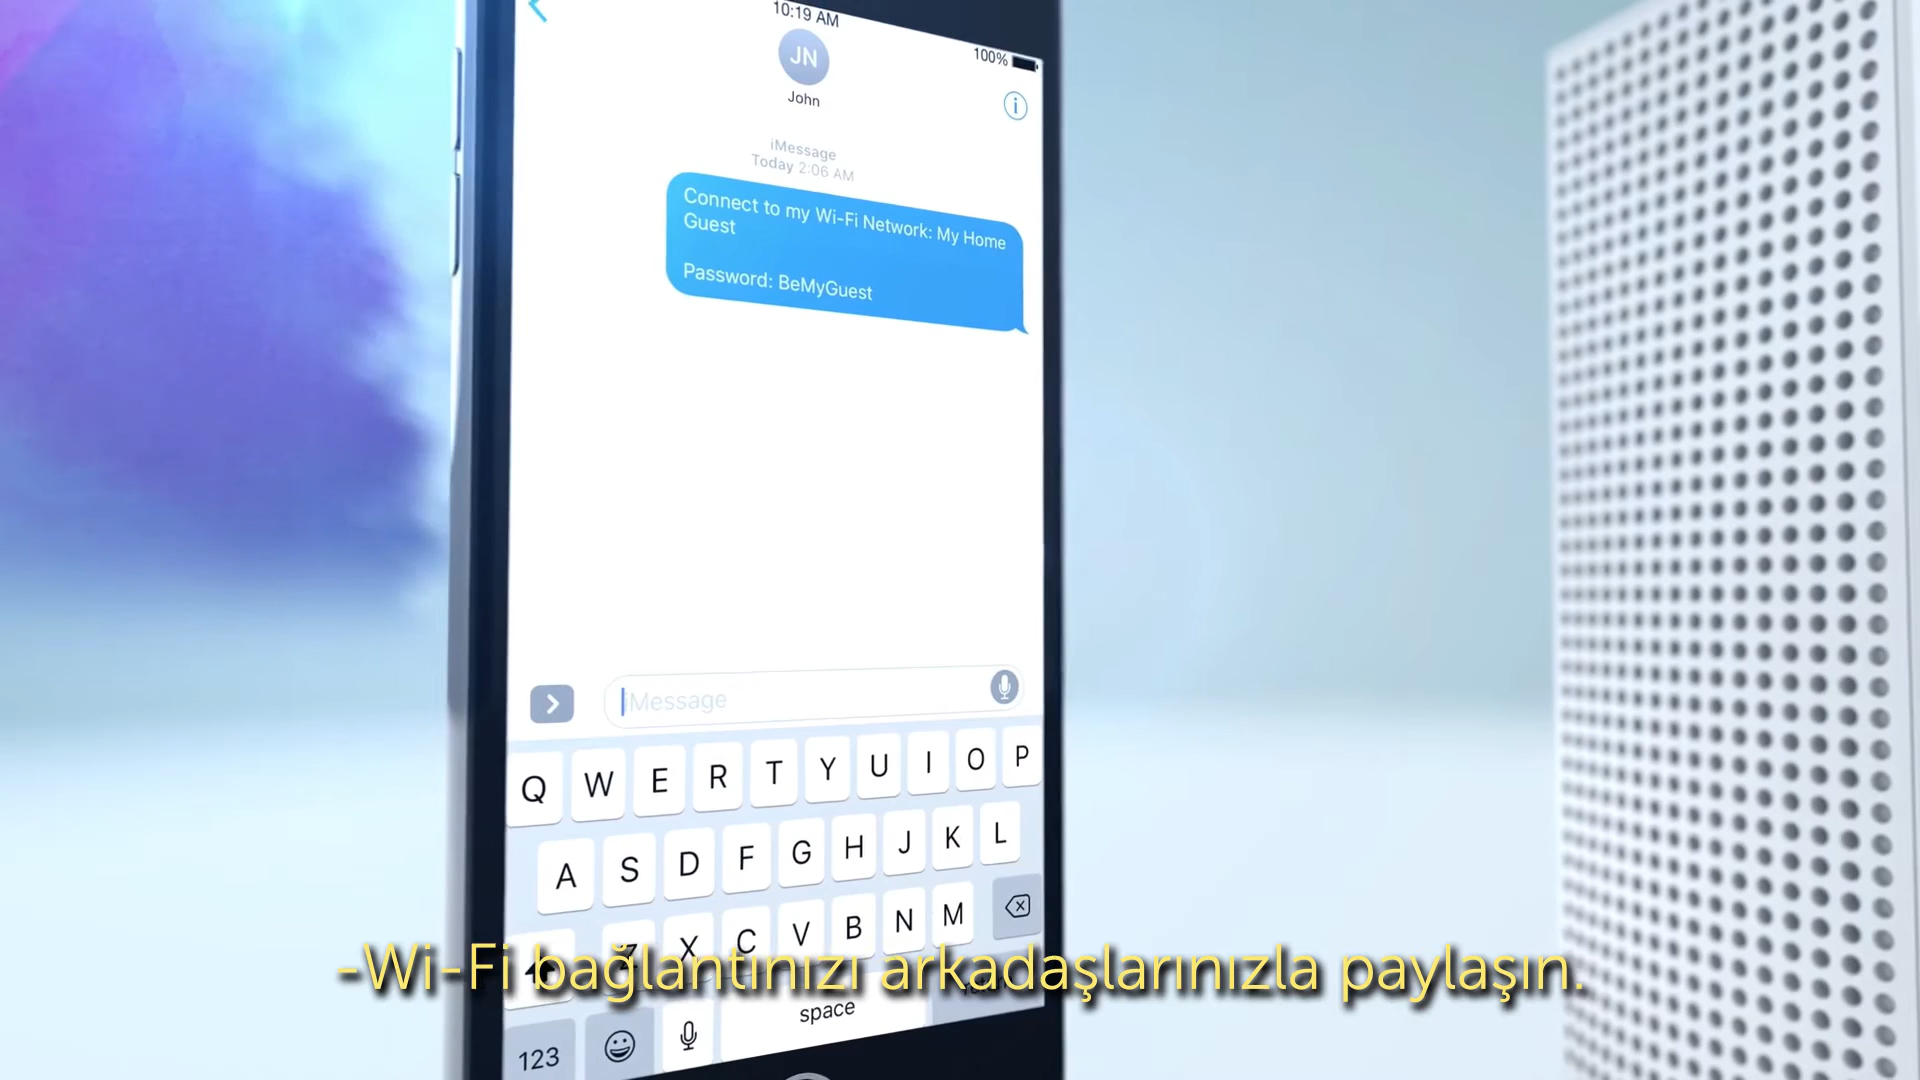 10:19 AM
100%
JN
John
iMessage
Today 2:06 AM
Connect to my Wi-Fi Network: My Home
Guest
Password: BeMyGuest
iMessage
Q W E R T Y U I O P
A S D F G H J K L
Z X C V B N M
-Wi-Fi bağlantınızı arkadaşlarınızla paylaşın.
space
123